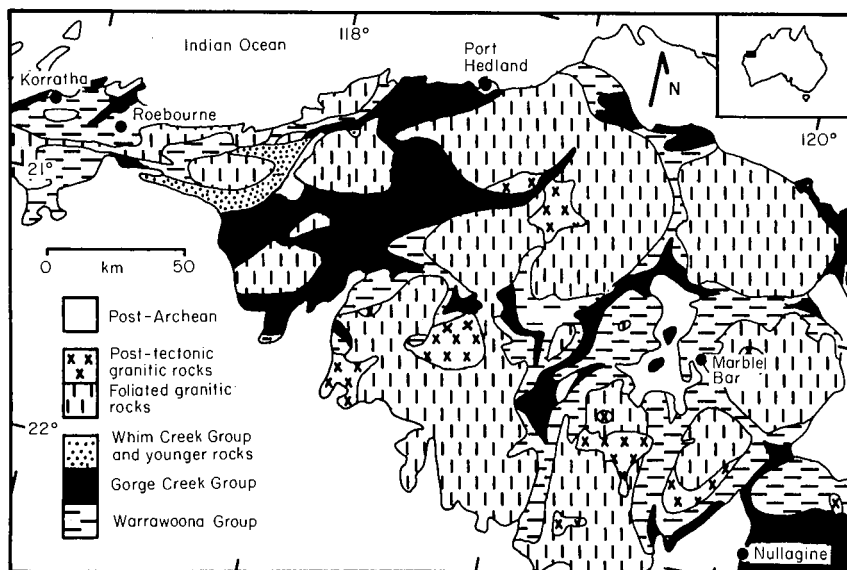 Indian Ocean
118°
Port
Hedland
N
Korratha
Roebourne
120°
21°
0 50
km
Post-Archean
Post-tectonic
granitic rocks
Foliated granitic
rocks
Marble
Bar
22°
Whim Creek Group
and younger rocks
Gorge Creek Group
Warrawoona Group
Nullagine